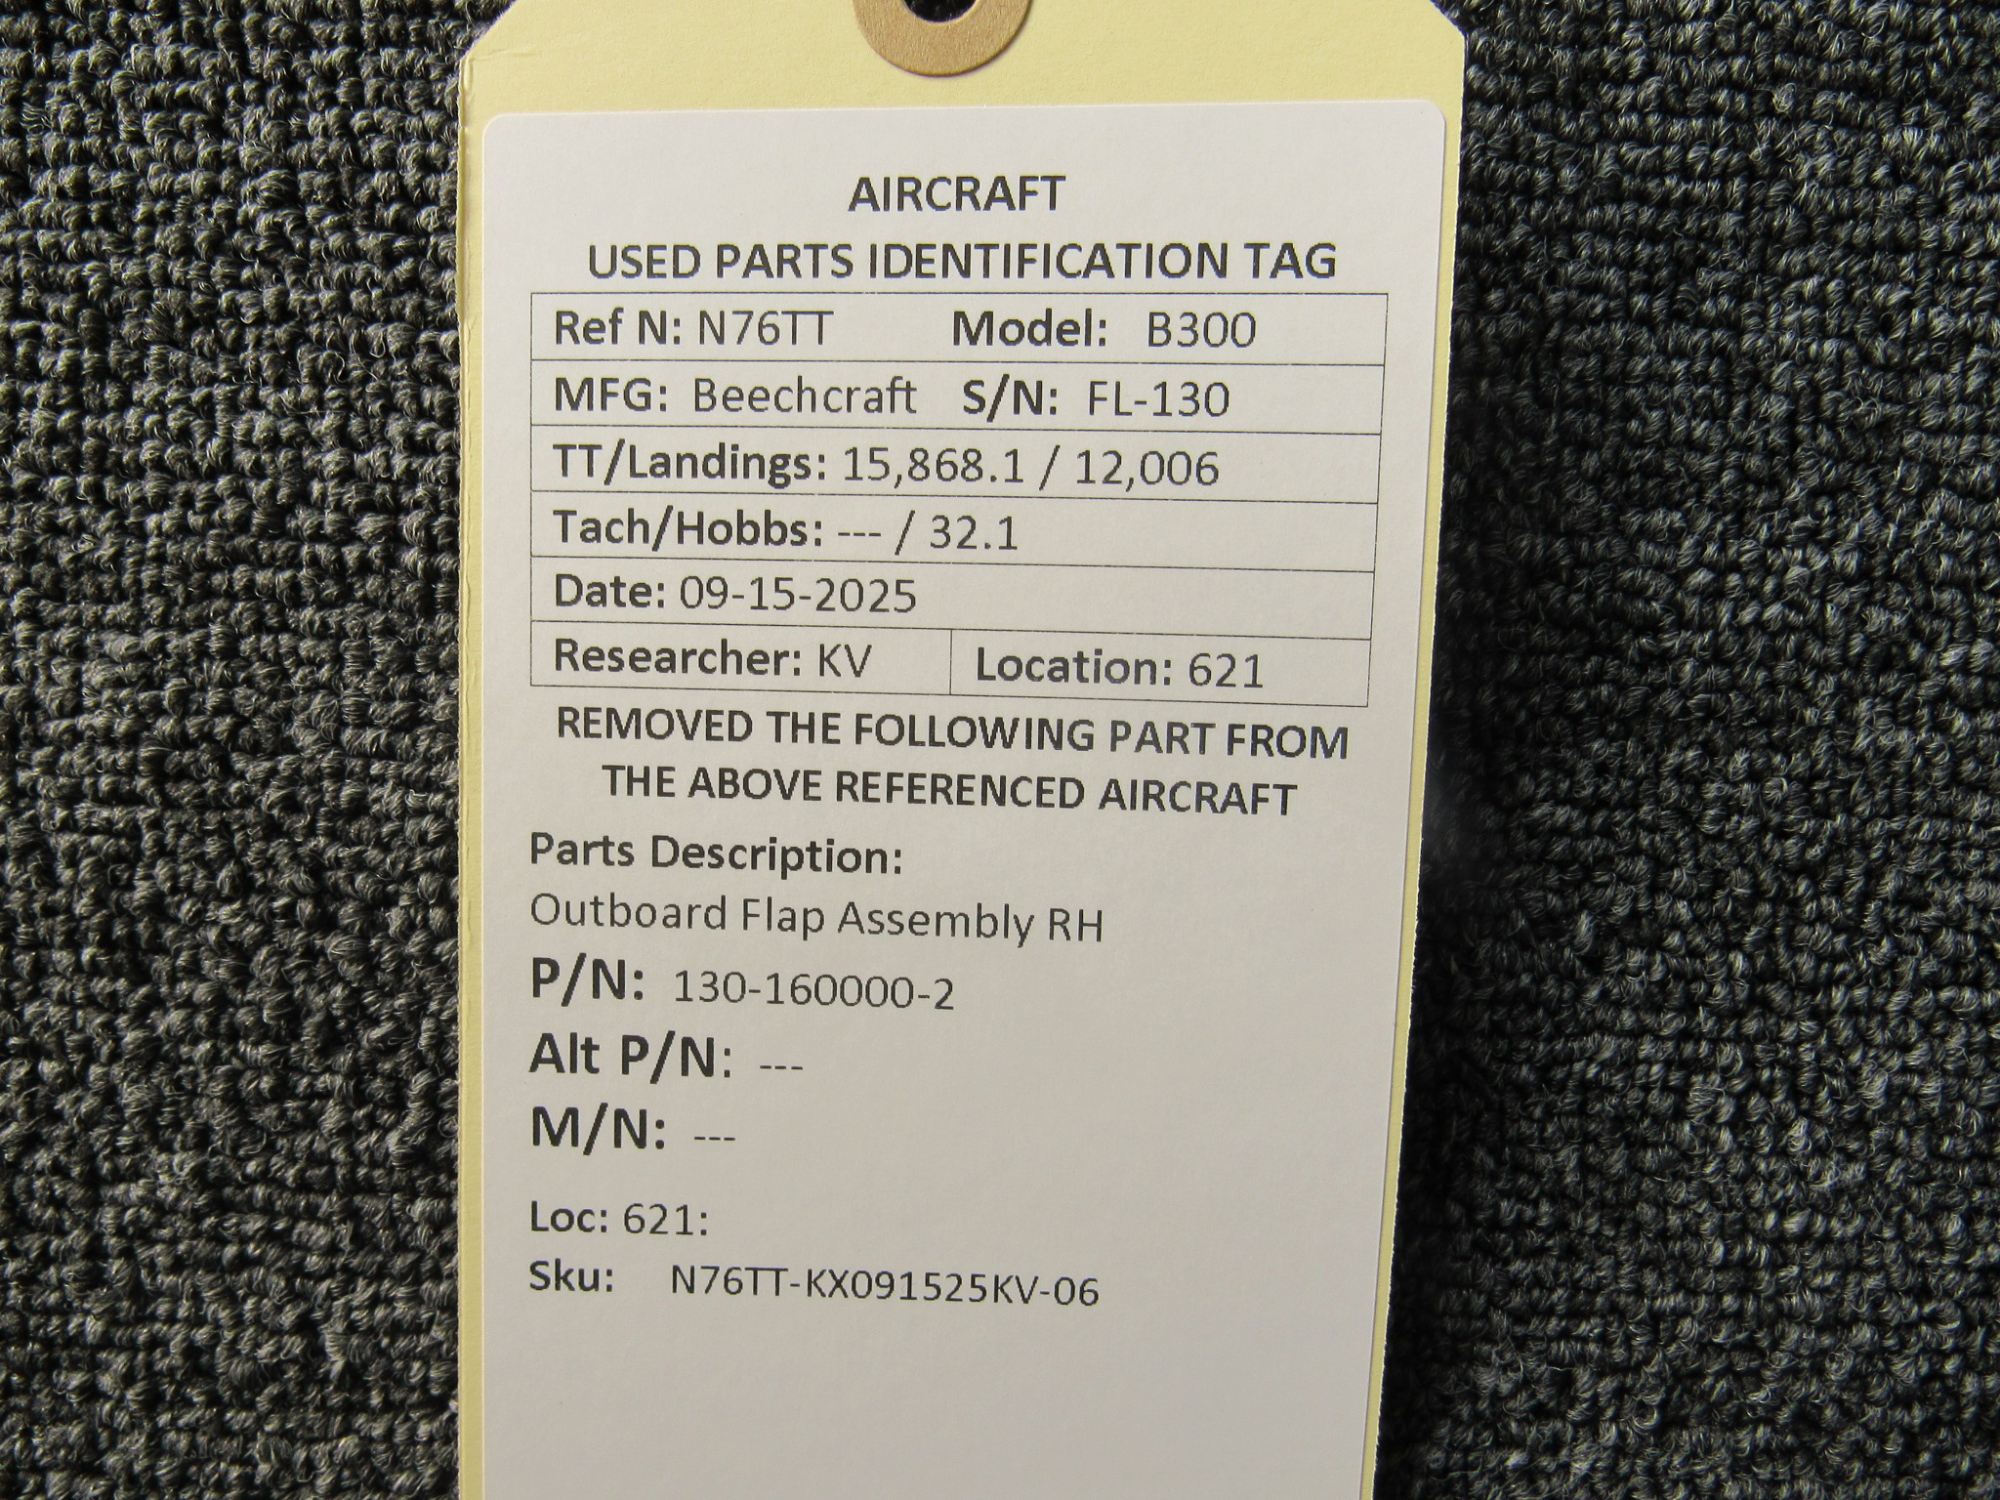 AIRCRAFT
USED PARTS IDENTIFICATION TAG
Ref N: N76TT Model: B300
MFG: Beechcraft S/N: FL-130
TT/Landings: 15,868.1 / 12,006
Tach/Hobbs: --- / 32.1
Date: 09-15-2025
Researcher: KV Location: 621
REMOVED THE FOLLOWING PART FROM
THE ABOVE REFERENCED AIRCRAFT
Parts Description:
Outboard Flap Assembly RH
P/N: 130-160000-2
Alt P/N: ---
M/N: ---
Loc: 621:
Sku: N76TT-KX091525KV-06